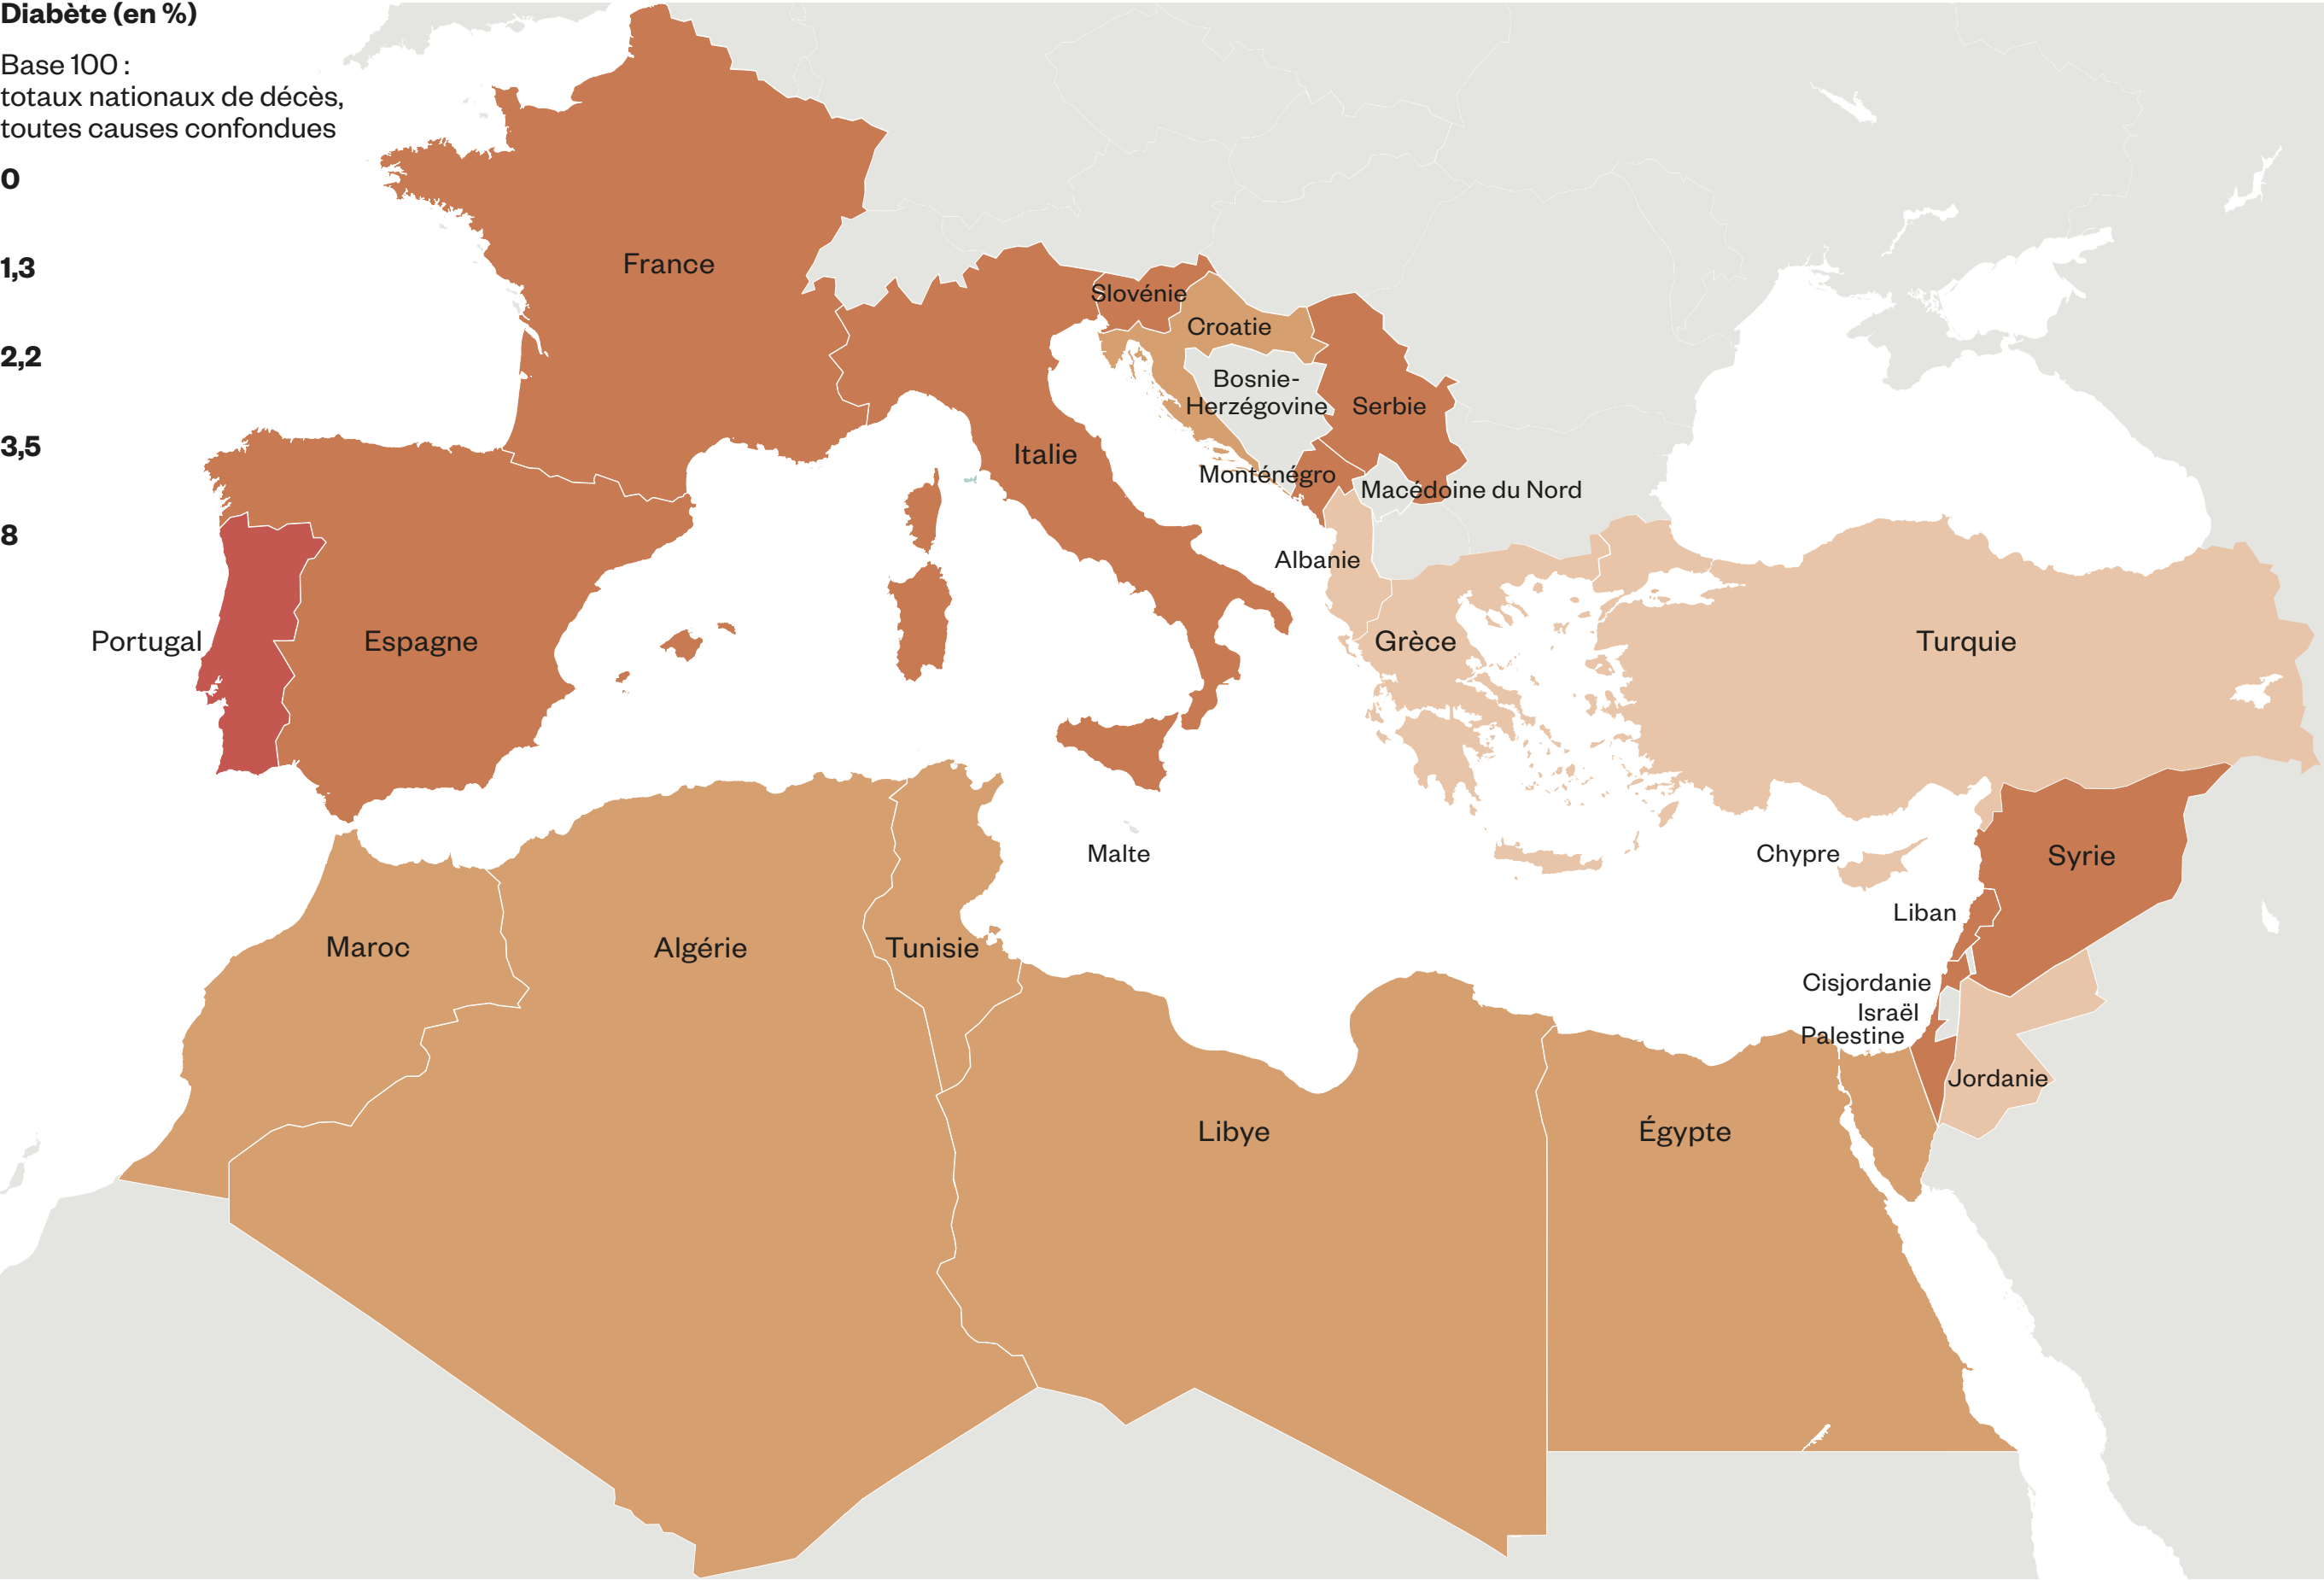 Diabète (en %)
Base 100 :
totaux nationaux de décès,
toutes causes confondues
0
1,3
2,2
3,5
8
France
Slovénie
Croatie
Bosnie-
Herzégovine
Serbie
Italie
Monténégro
Macédoine du Nord
Albanie
Portugal
Espagne
Grèce
Turquie
Malte
Chypre
Syrie
Liban
Maroc
Algérie
Tunisie
Cisjordanie
Israël
Palestine
Jordanie
Libye
Égypte